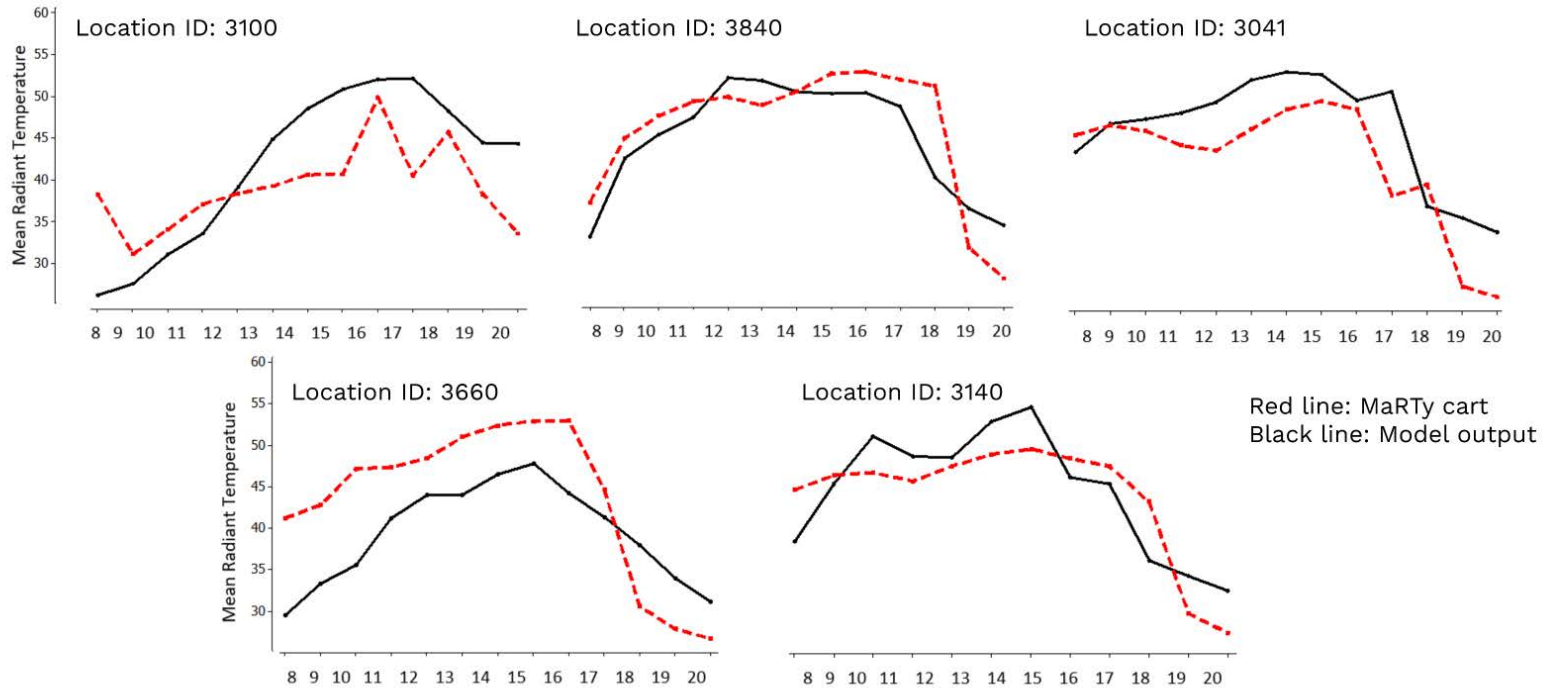 Location ID: 3100
Location ID: 3840
Location ID: 3041
Mean Radiant Temperature
60
55
50
45
40
35
30
8 9 10 11 12 13 14 15 16 17 18 19 20
8 9 10 11 12 13 14 15 16 17 18 19 20
8 9 10 11 12 13 14 15 16 17 18 19 20
Location ID: 3660
Location ID: 3140
Mean Radiant Temperature
60
55
50
45
40
35
30
8 9 10 11 12 13 14 15 16 17 18 19 20
8 9 10 11 12 13 14 15 16 17 18 19 20
Red line: MaRTy cart
Black line: Model output